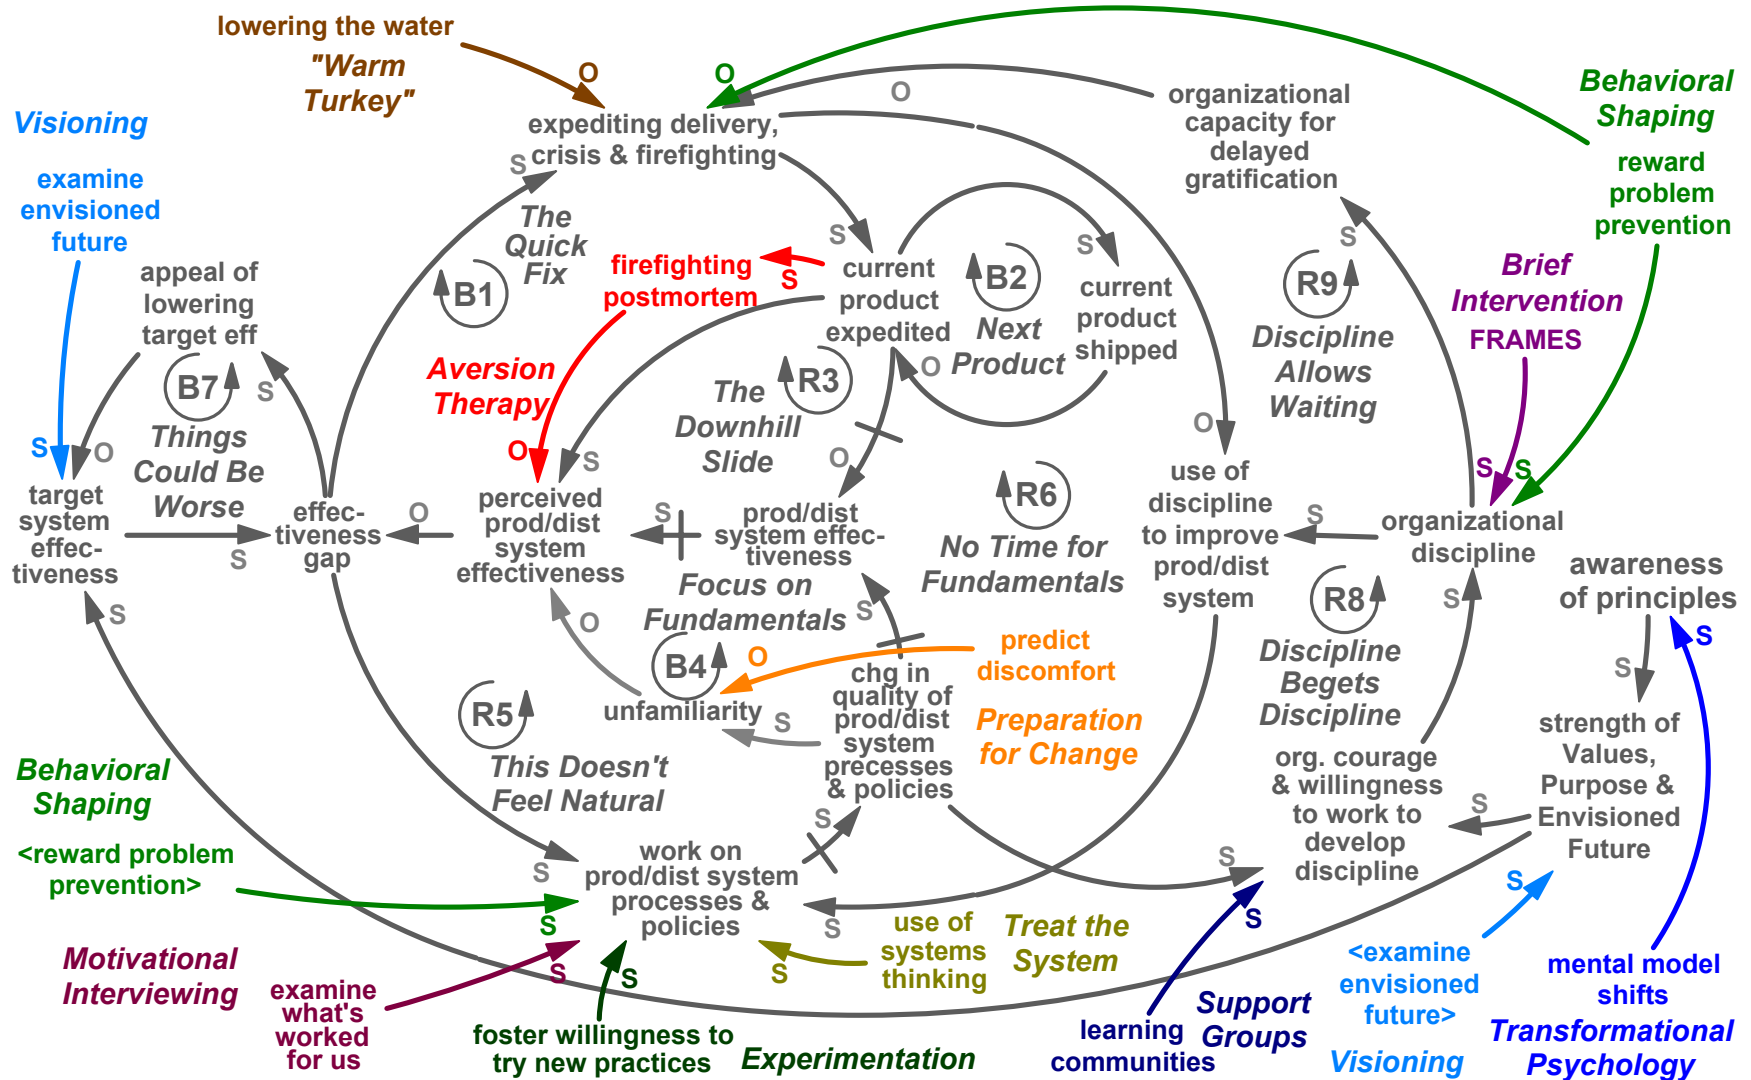 lowering the water
"Warm
Turkey"
O
O
O
Behavioral
Shaping
organizational
capacity for
delayed
gratification
Visioning
expediting delivery,
crisis & firefighting
S
reward
problem
prevention
examine
envisioned
future
The
Quick
Fix
S
S
S
firefighting
postmortem
S
current
product
expedited
B2
Next
Product
current
product
shipped
O
R9
Discipline
Allows
Waiting
Brief
Intervention
FRAMES
appeal of
lowering
target eff
B1
B7
Things
Could Be
Worse
S
S
O
Aversion
Therapy
O
S
R3
The
Downhill
Slide
O
O
S
S
target
system
effec-
tiveness
S
effec-
tiveness
gap
O
perceived
prod/dist
system
effectiveness
S
prod/dist
system effec-
tiveness
R6
No Time for
Fundamentals
use of
discipline
to improve
prod/dist
system
S
organizational
discipline
awareness
of principles
S
S
Focus on
Fundamentals
O
S
B4
O
predict
discomfort
R8
Discipline
Begets
Discipline
S
S
R5
This Doesn't
Feel Natural
unfamiliarity
S
chg in
quality of
prod/dist
system
precesses
& policies
Preparation
for Change
org. courage
& willingness
to work to
develop
discipline
S
strength of
Values,
Purpose &
Envisioned
Future
Behavioral
Shaping
<reward problem
prevention>
S
S
S
work on
prod/dist system
processes &
policies
S
S
S
S
Motivational
Interviewing
examine
what's
worked
for us
S
S
foster willingness to
try new practices
Experimentation
S
use of
systems
thinking
Treat the
System
learning
communities
Support
Groups
<examine
envisioned
future>
Visioning
mental model
shifts
Transformational
Psychology